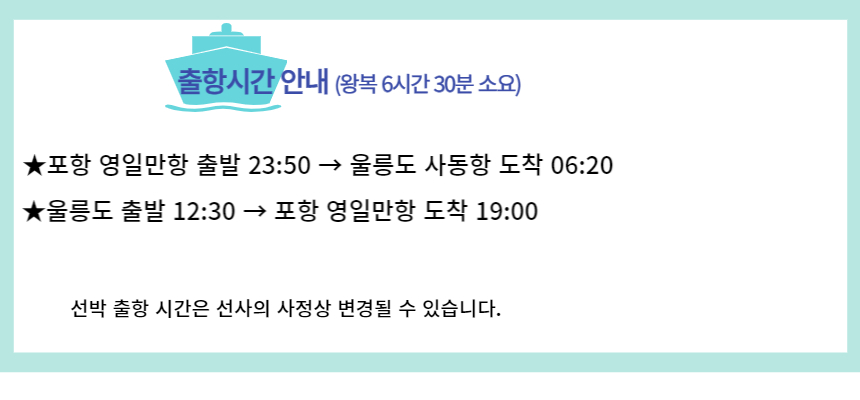 출항시간 안내 (왕복 6시간 30분 소요)
★포항 영일만항 출발 23:50 → 울릉도 사동항 도착 06:20
★울릉도 출발 12:30 → 포항 영일만항 도착 19:00
선박 출항 시간은 선사의 사정상 변경될 수 있습니다.